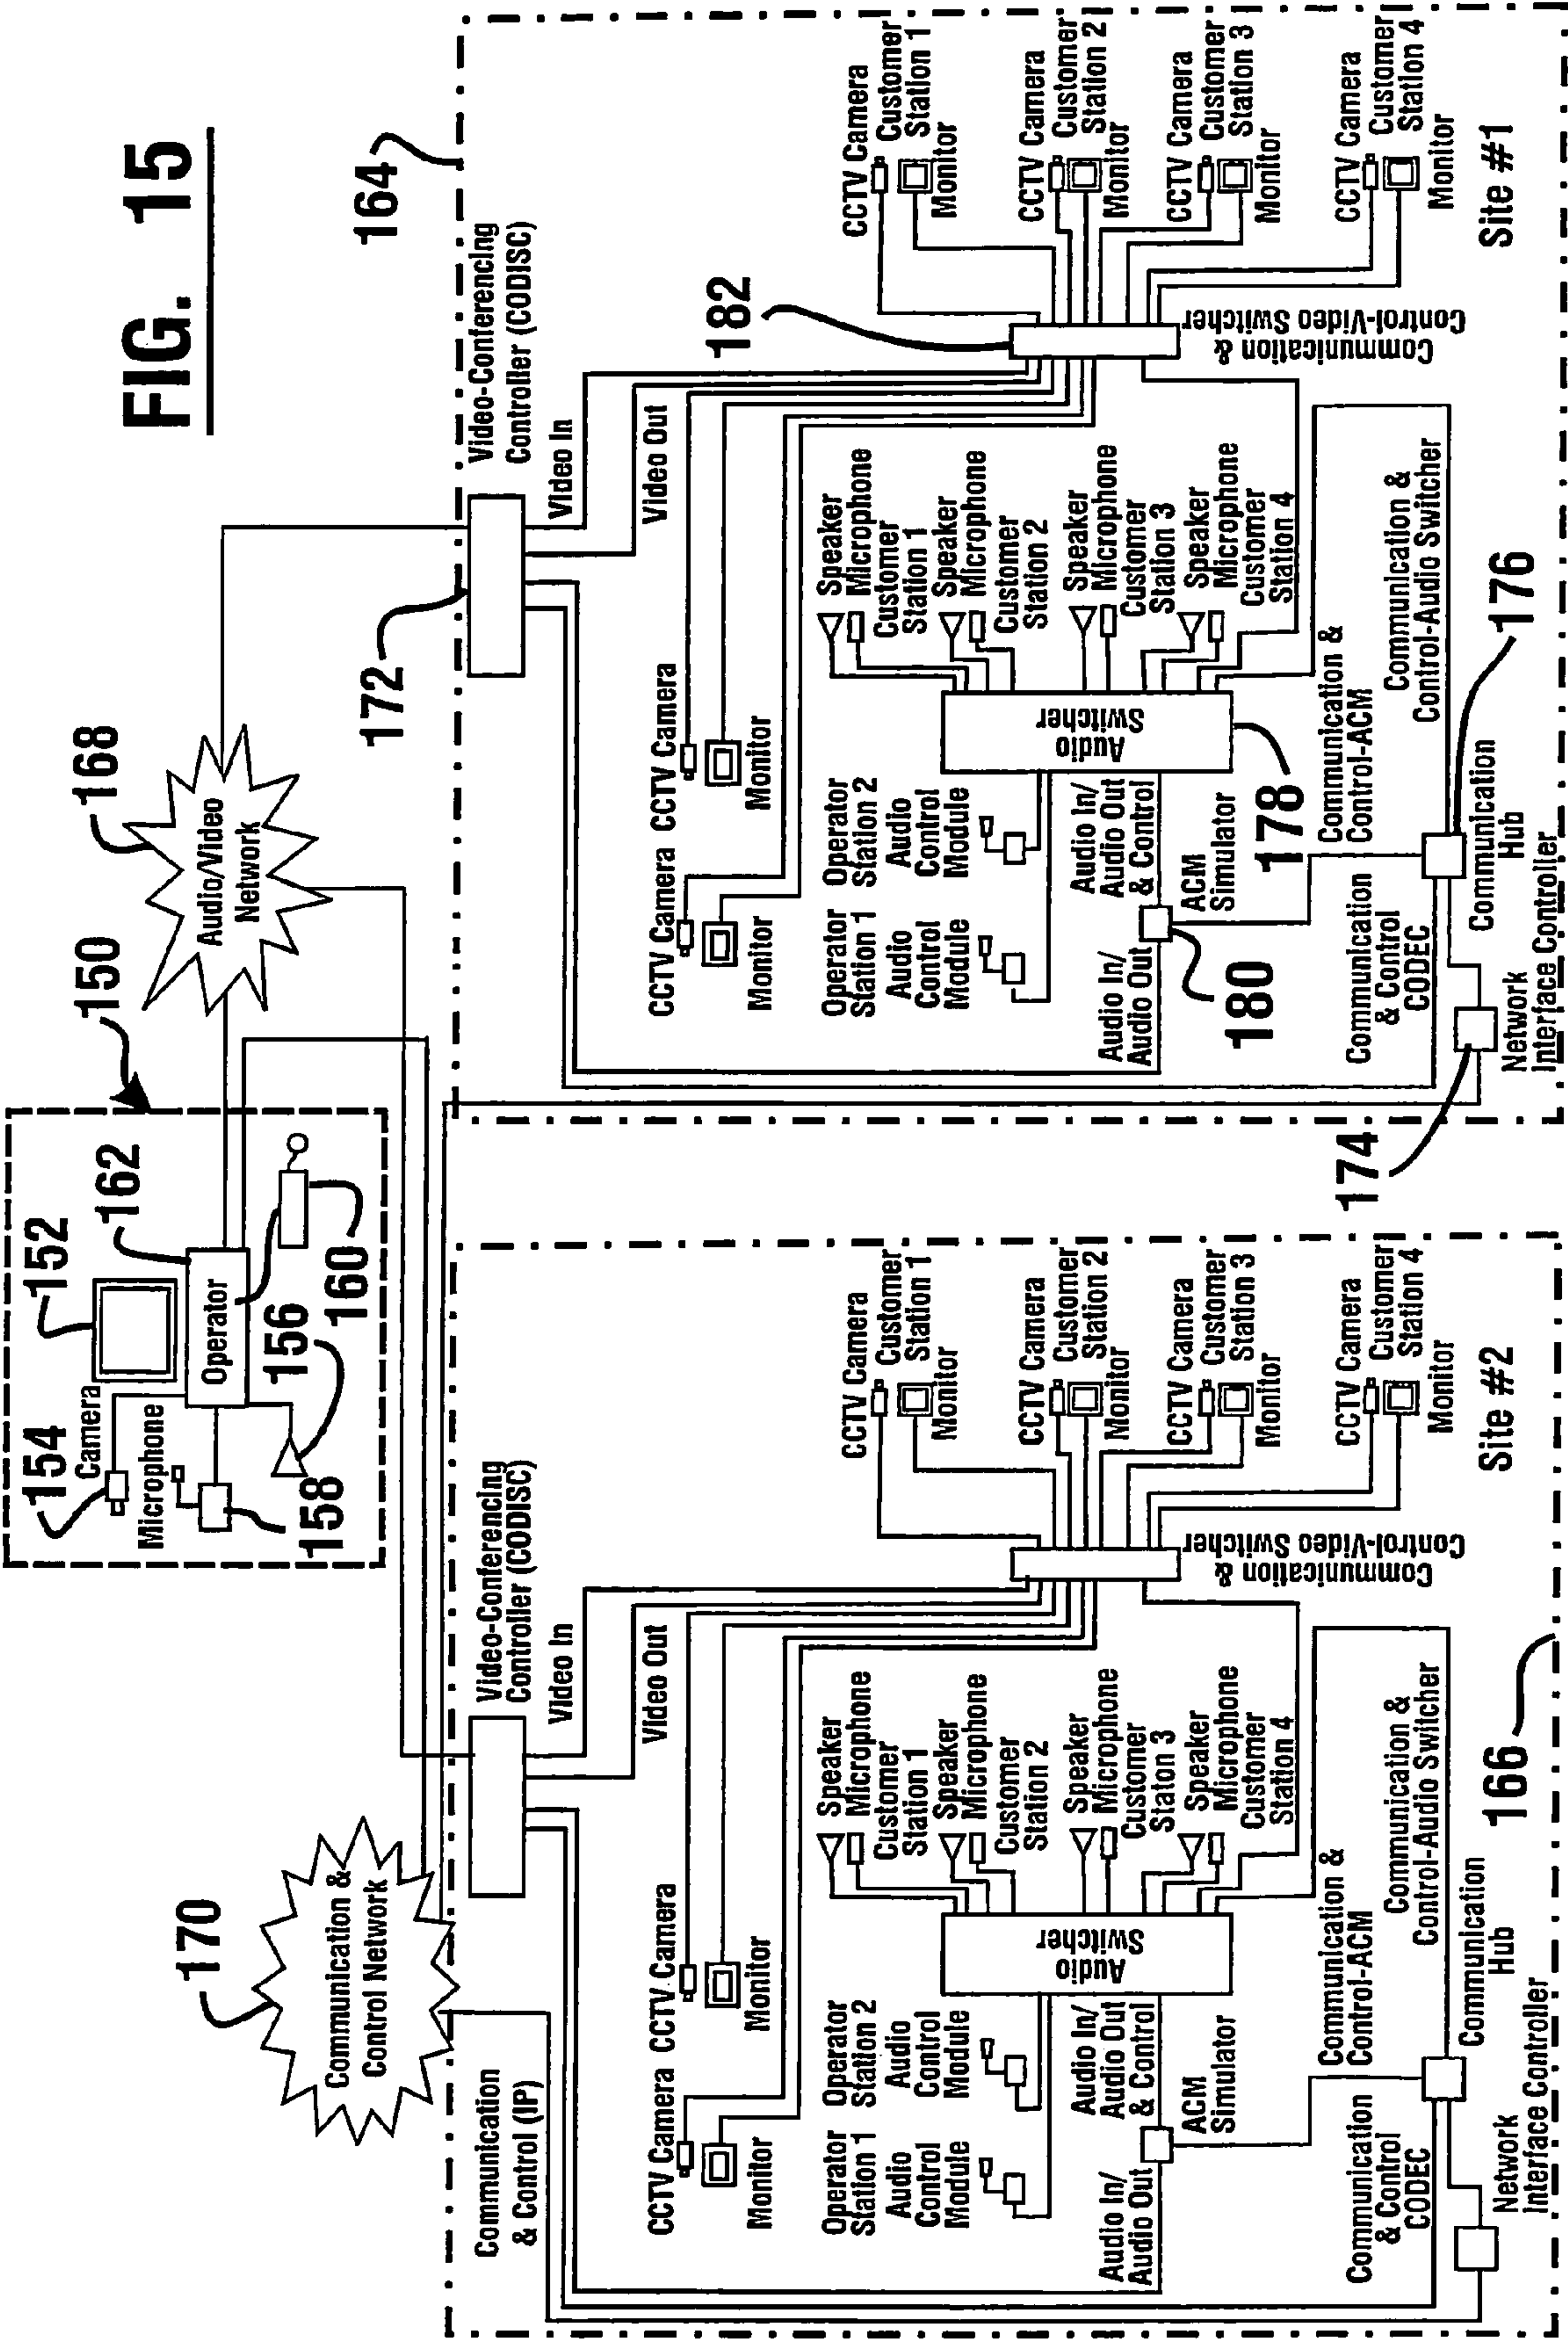 FIG. 15
150
152
154
Camera
Microphone
158
Operator
162
156
160
168
Audio/Video
Network
170
Communication &
Control Network
164
172
Video-Conferencing
Controller (CODISC)
Video In
Video Out
CCTV Camera
Monitor
CCTV Camera
Monitor
182
Communication &
Control-Video Switcher
CCTV Camera
Customer
Station 1
Monitor
CCTV Camera
Customer
Station 2
Monitor
CCTV Camera
Customer
Station 3
Monitor
CCTV Camera
Customer
Station 4
Monitor
Operator
Station 1
Audio
Control
Module
Operator
Station 2
Audio
Control
Module
Audio
Switcher
178
Speaker
Microphone
Customer
Station 1
Speaker
Microphone
Customer
Station 2
Speaker
Microphone
Customer
Station 3
Speaker
Microphone
Customer
Station 4
Audio In/
Audio Out
Audio In/
Audio Out
& Control
ACM
Simulator
180
Communication
& Control
CODEC
Communication &
Control-ACM
Communication &
Control-Audio Switcher
176
Communication
Hub
Network
Interface Controller
174
Site #1
Communication
& Control (IP)
Video-Conferencing
Controller (CODISC)
Video In
Video Out
CCTV Camera
Monitor
CCTV Camera
Monitor
Communication &
Control-Video Switcher
CCTV Camera
Customer
Station 1
Monitor
CCTV Camera
Customer
Station 2
Monitor
CCTV Camera
Customer
Station 3
Monitor
CCTV Camera
Customer
Station 4
Monitor
Operator
Station 1
Audio
Control
Module
Operator
Station 2
Audio
Control
Module
Audio
Switcher
Speaker
Microphone
Customer
Station 1
Speaker
Microphone
Customer
Station 2
Speaker
Microphone
Customer
Staton 3
Speaker
Microphone
Customer
Station 4
Audio In/
Audio Out
Audio In/
Audio Out
& Control
ACM
Simulator
Communication
& Control
CODEC
Communication &
Control-ACM
Communication &
Control-Audio Switcher
Communication
Hub
Network
Interface Controller
166
Site #2